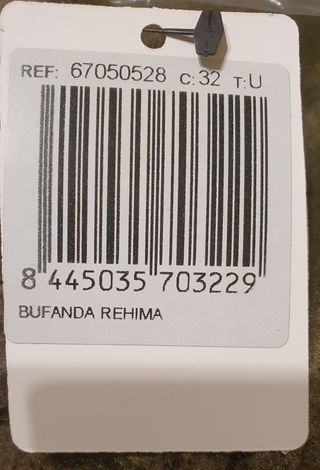 REF: 67050528 C:32 T:U
8 445035 703229
BUFANDA REHIMA